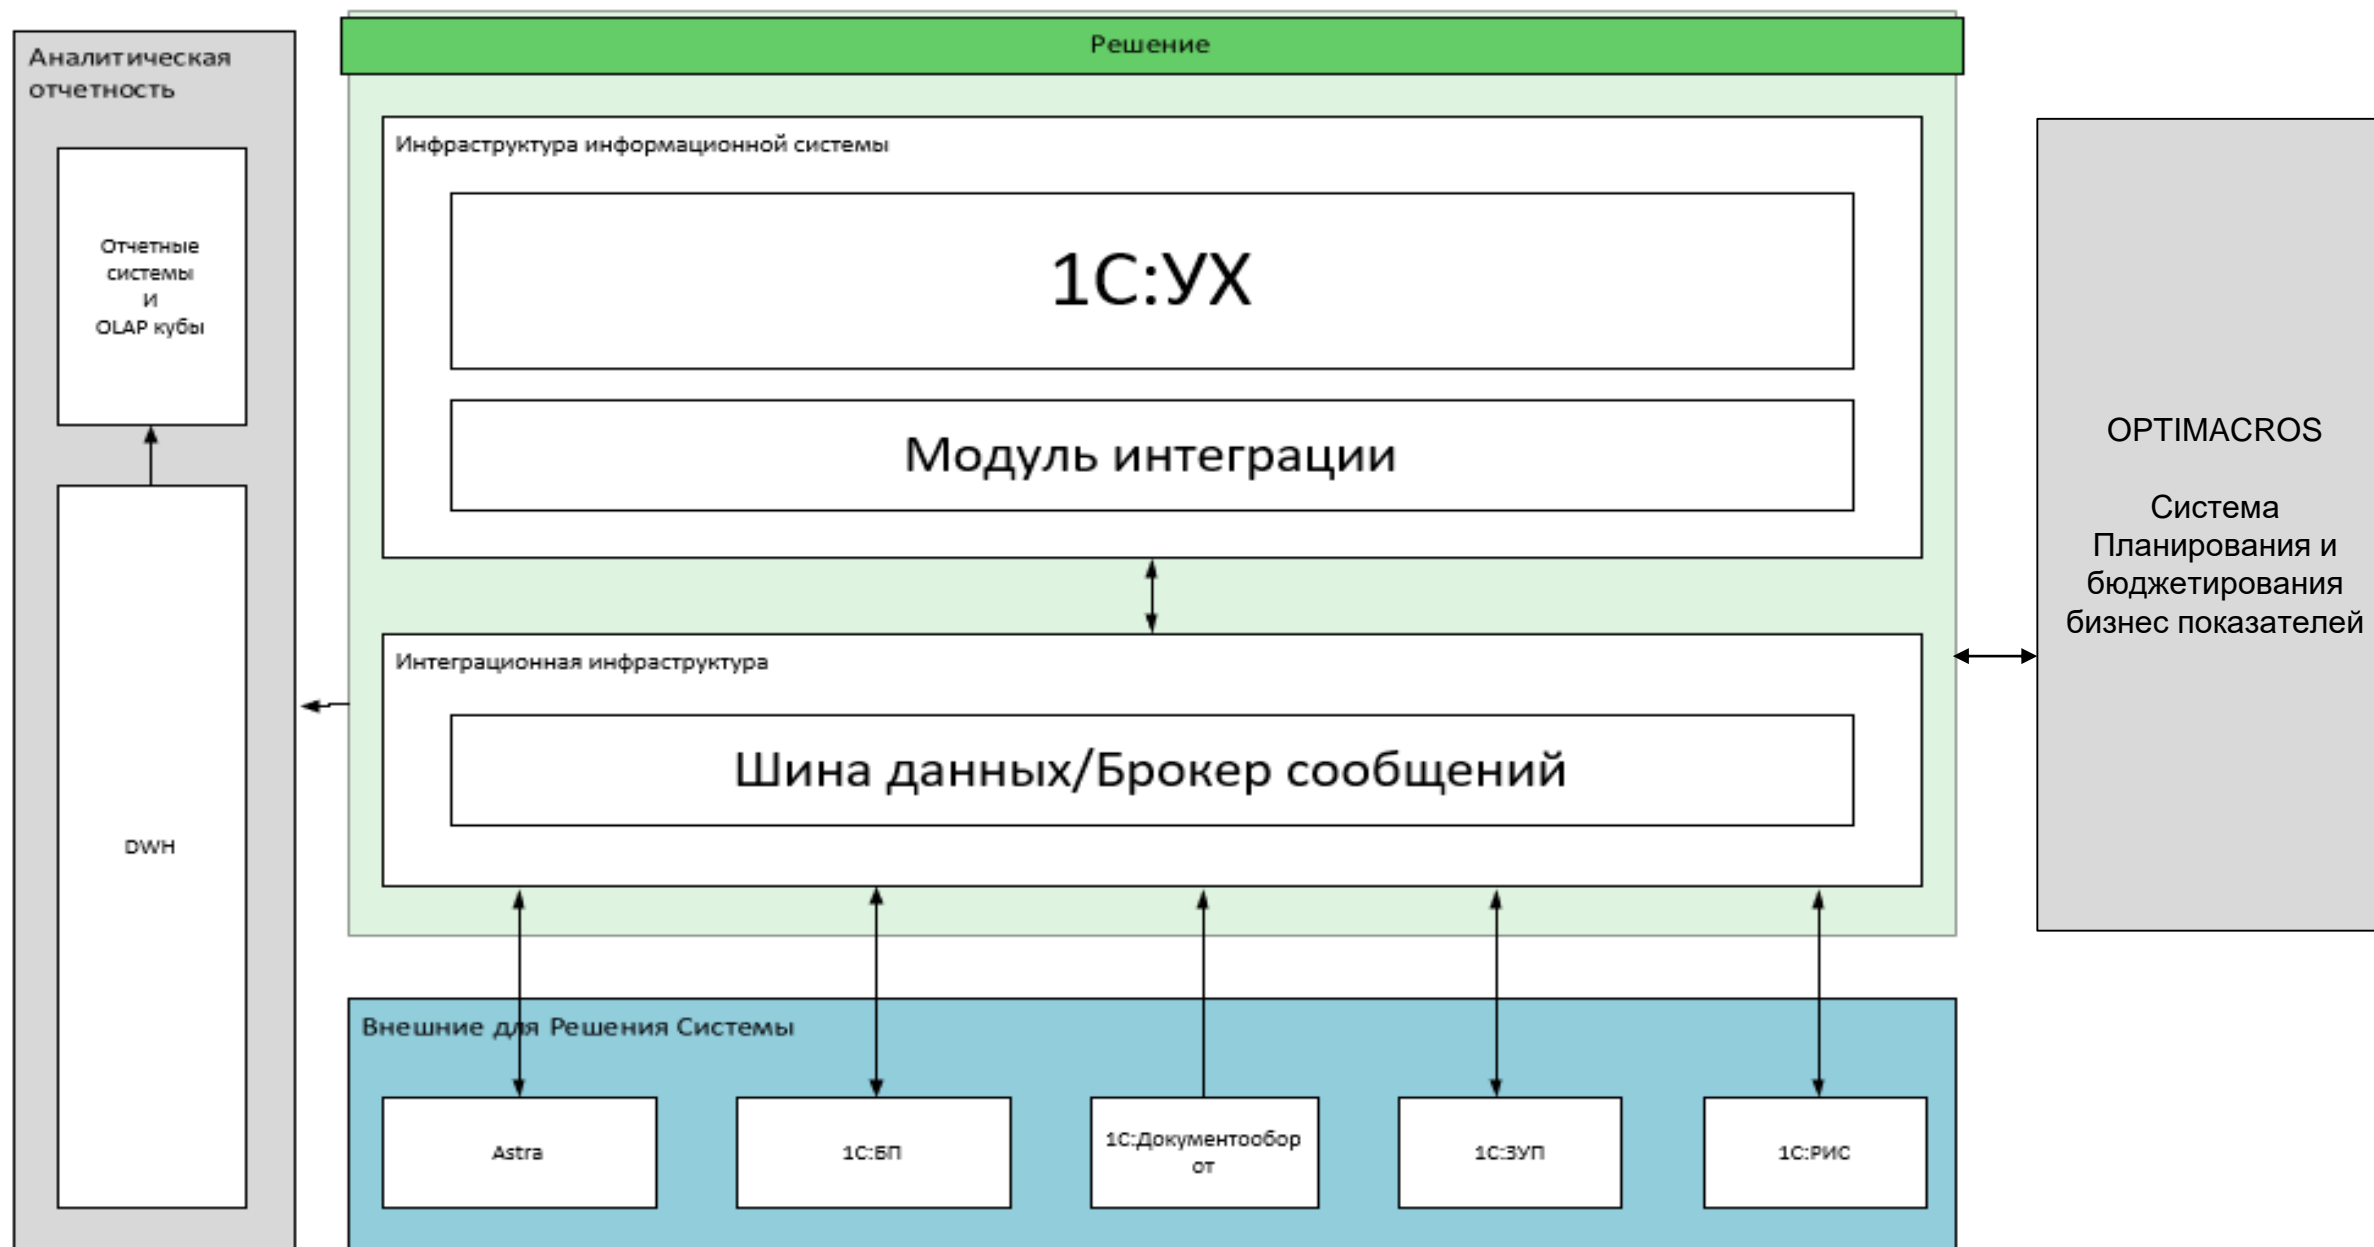 Аналитическая
отчетность
Отчетные
системы
И
OLAP кубы
DWH
Решение
Инфраструктура информационной системы
1С:УХ
Модуль интеграции
Интеграционная инфраструктура
Шина данных/Брокер сообщений
Внешние для Решения Системы
Astra
1С:БП
1С:Документообор
от
1С:ЗУП
1С:РИС
OPTIMACROS
Система
Планирования и
бюджетирования
бизнес показателей